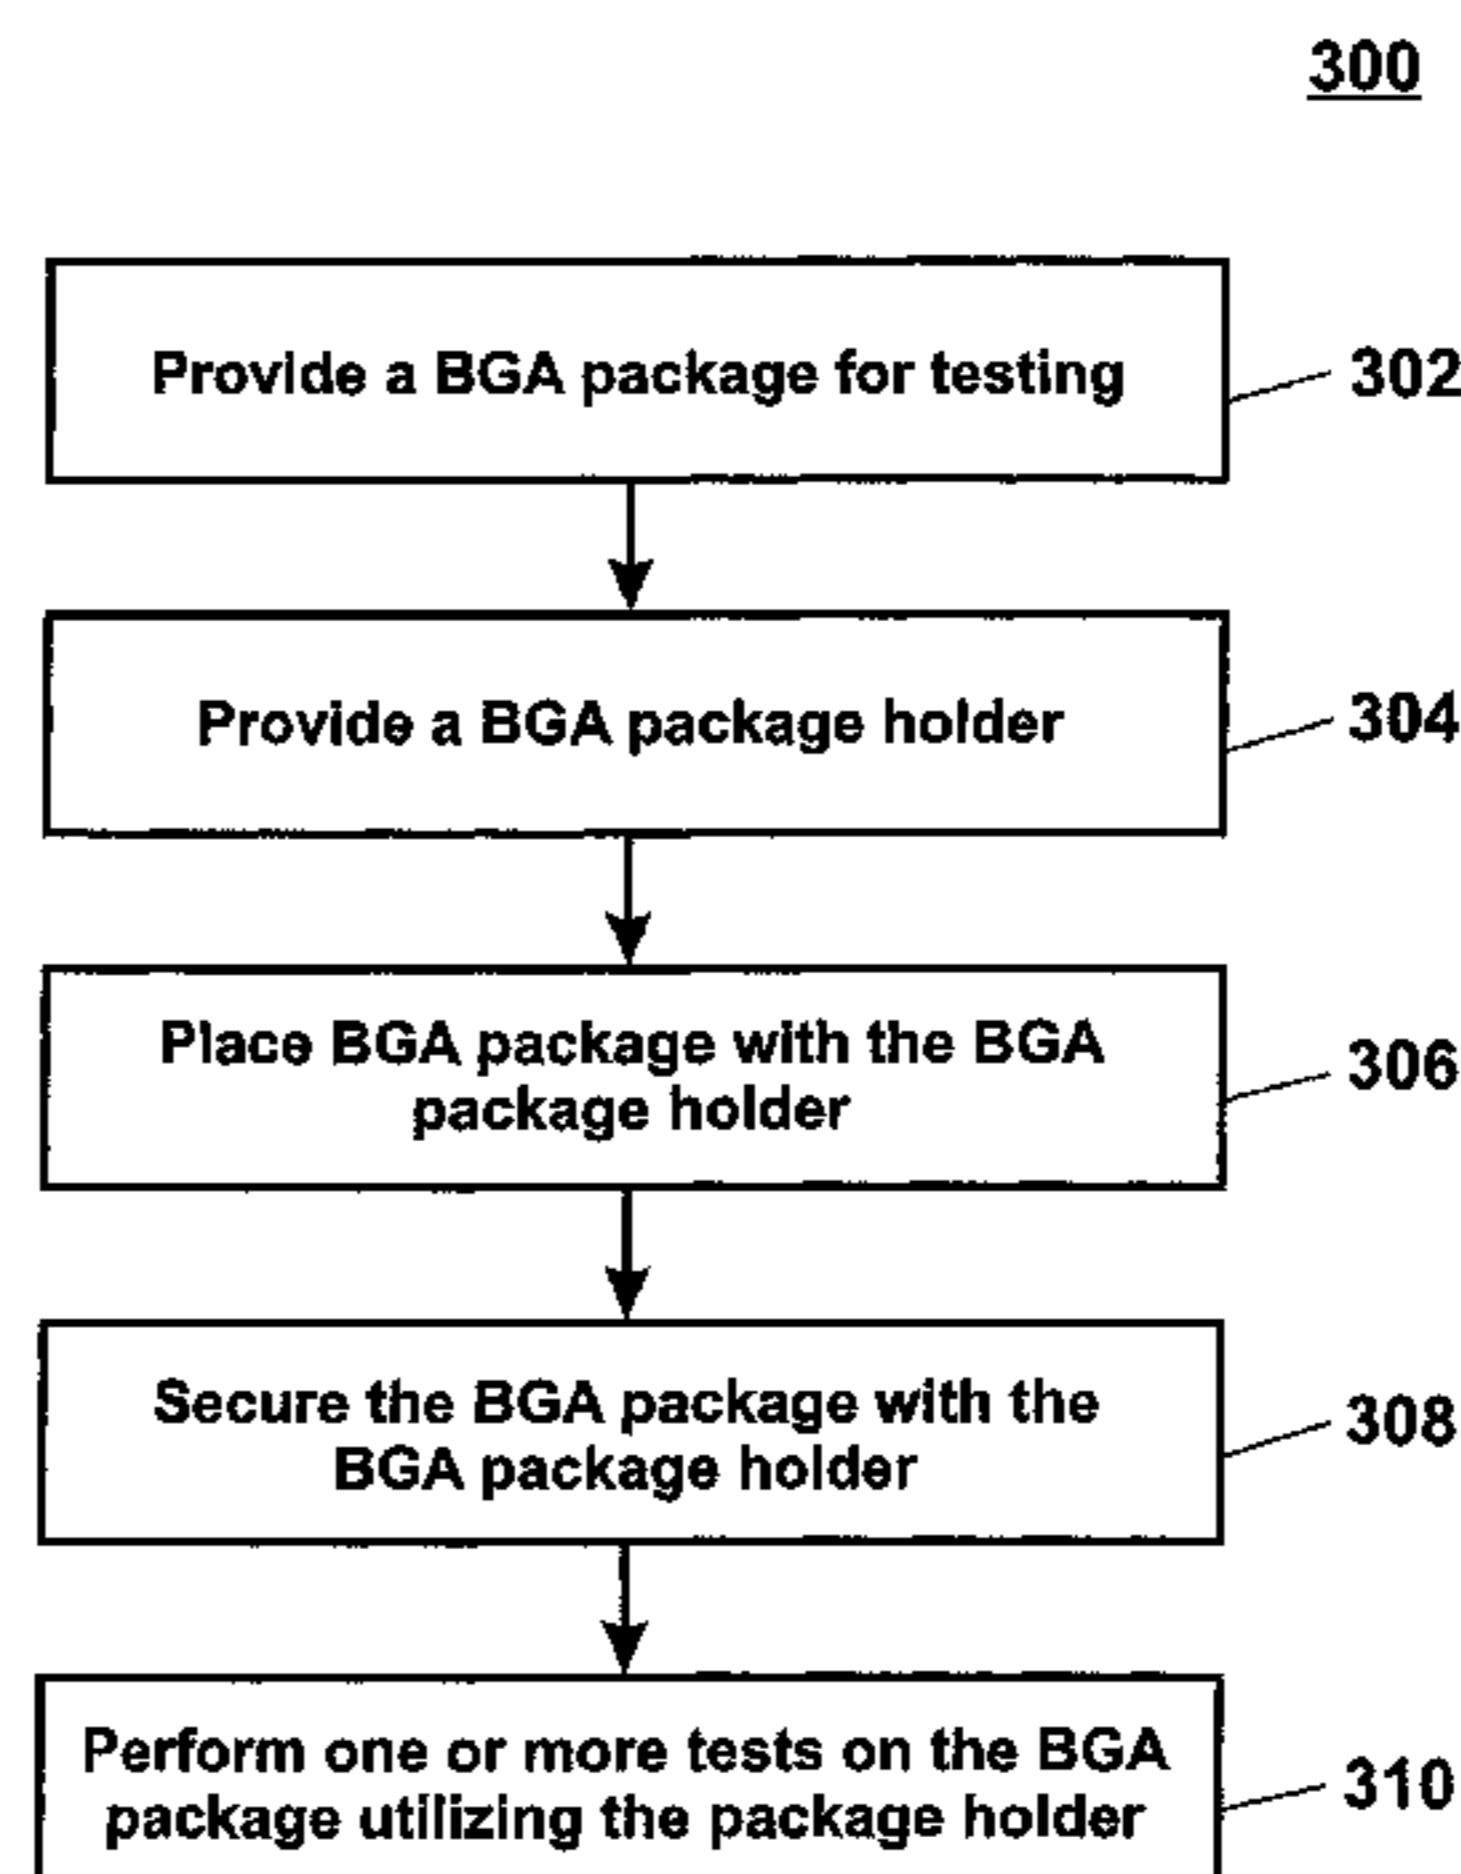 300
Provide a BGA package for testing
302
Provide a BGA package holder
304
Place BGA package with the BGA
package holder
306
Secure the BGA package with the
BGA package holder
308
Perform one or more tests on the BGA
package utilizing the package holder
310